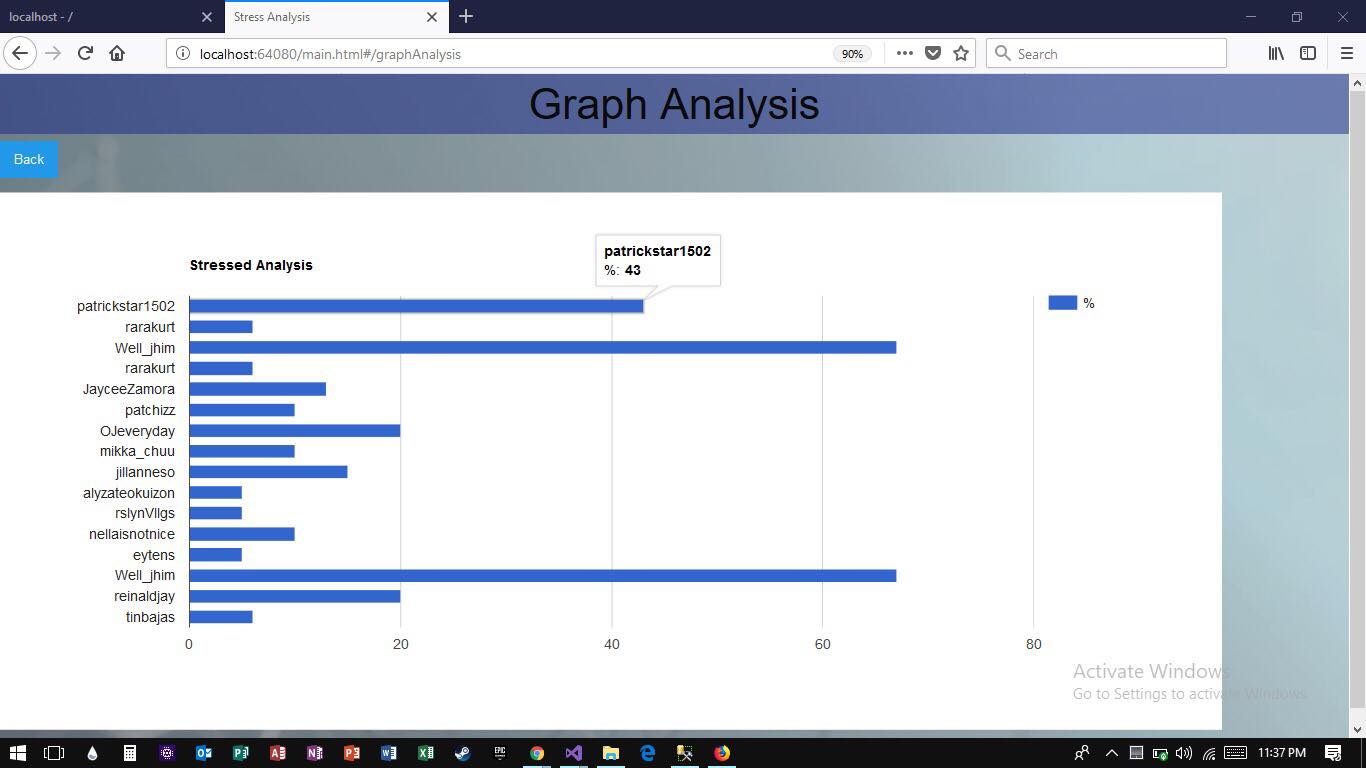 localhost - /
Stress Analysis
localhost:64080/main.html#/graphAnalysis
90%
Search
Graph Analysis
Back
Stressed Analysis
patrickstar1502
%: 43
%
patrickstar1502
rarakurt
Well_jhim
rarakurt
JayceeZamora
patchizz
OJeveryday
mikka_chuu
jillanneso
alyzateokuizon
rslynVllgs
nellaisnotnice
eytens
Well_jhim
reinaldjay
tinbajas
0 20 40 60 80
Activate Windows
Go to Settings to activate Windows.
11:37 PM